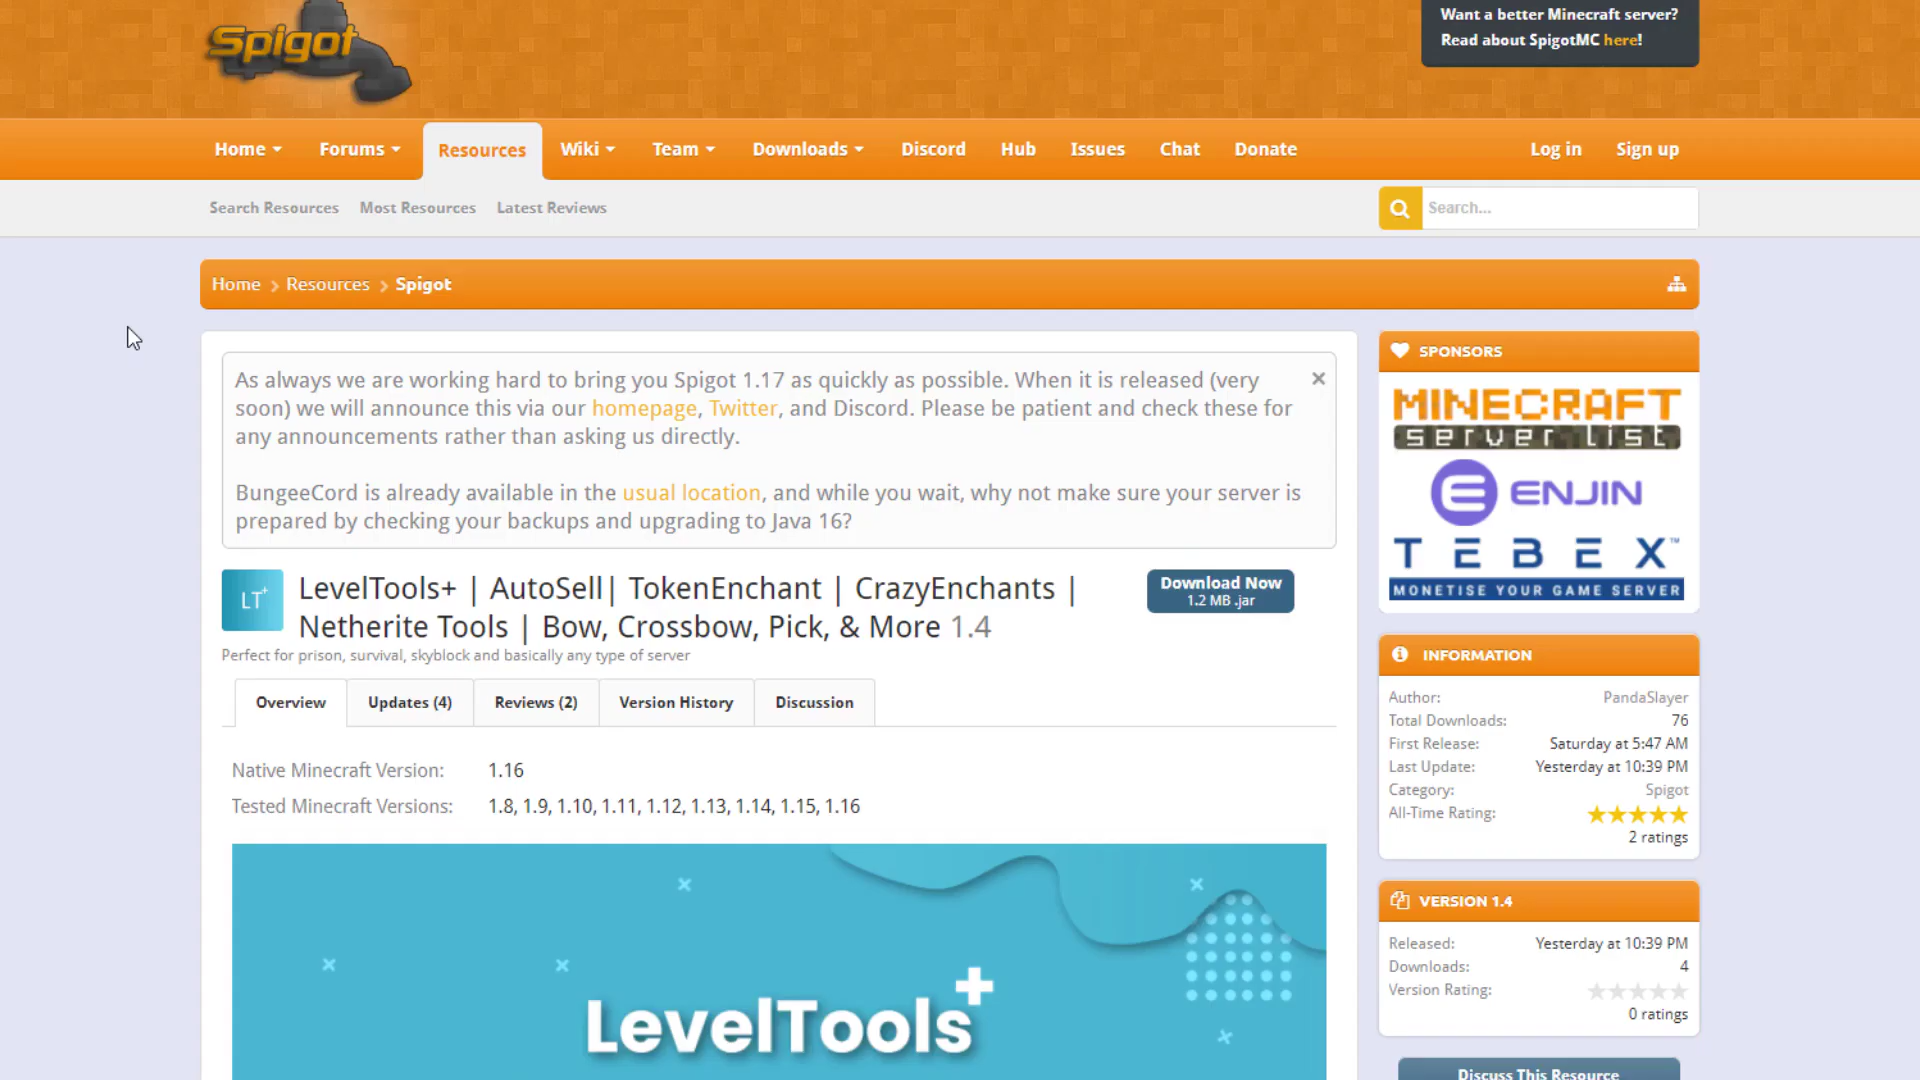 Spigot
Want a better Minecraft server?
Read about SpigotMC here!
Home Forums Resources Wiki Team Downloads Discord Hub Issues Chat Donate Log in Sign up
Search Resources Most Resources Latest Reviews Search...
Home Resources Spigot
As always we are working hard to bring you Spigot 1.17 as quickly as possible. When it is released (very
soon) we will announce this via our homepage, Twitter, and Discord. Please be patient and check these for
any announcements rather than asking us directly.
BungeeCord is already available in the usual location, and while you wait, why not make sure your server is
prepared by checking your backups and upgrading to Java 16?
LT+
LevelTools+ | AutoSell| TokenEnchant | CrazyEnchants |
Netherite Tools | Bow, Crossbow, Pick, & More 1.4
Perfect for prison, survival, skyblock and basically any type of server
Download Now
1.2 MB .jar
Overview Updates (4) Reviews (2) Version History Discussion
Native Minecraft Version: 1.16
Tested Minecraft Versions: 1.8, 1.9, 1.10, 1.11, 1.12, 1.13, 1.14, 1.15, 1.16
LevelTools+
SPONSORS
MINECRAFT
server list
ENJIN
TEBEX™
MONETISE YOUR GAME SERVER
INFORMATION
Author: PandaSlayer
Total Downloads: 76
First Release: Saturday at 5:47 AM
Last Update: Yesterday at 10:39 PM
Category: Spigot
All-Time Rating:
2 ratings
VERSION 1.4
Released: Yesterday at 10:39 PM
Downloads: 4
Version Rating:
0 ratings
Discuss This Resource